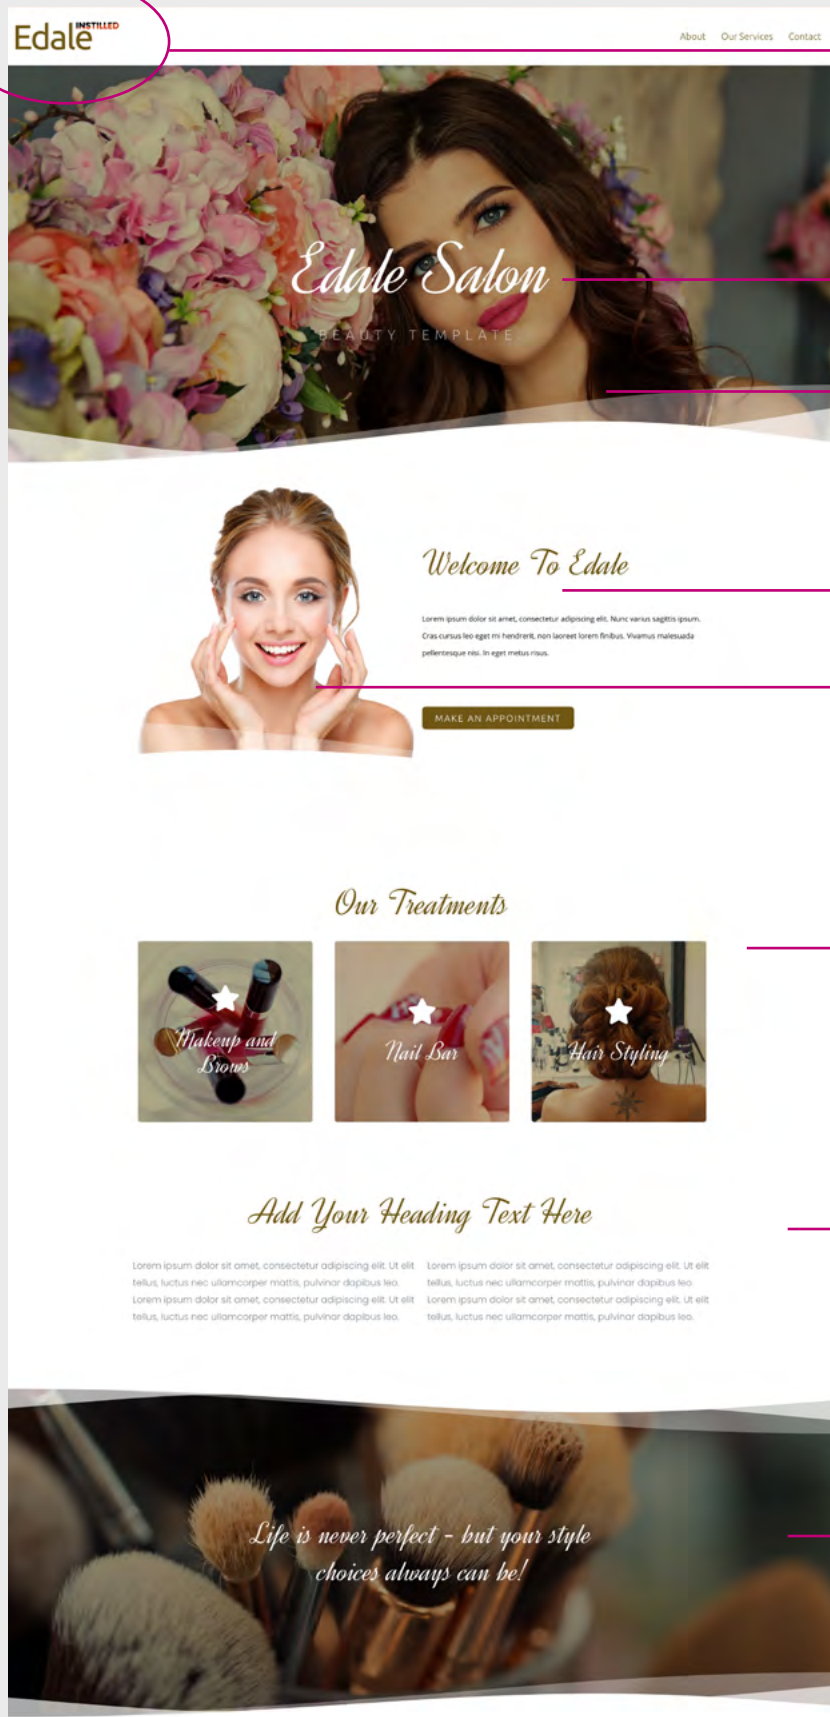 Edale INSTILLED
About Our Services Contact
Edale Salon
BEAUTY TEMPLATE
Welcome To Edale
Lorem ipsum dolor sit amet, consectetur adipiscing elit. Nunc varius sagittis ipsum.
Cras cursus leo eget mi hendrerit, non laoreet lorem finibus. Vivamus malesuada
pellentesque nisi. In eget metus risus.
MAKE AN APPOINTMENT
Our Treatments
Makeup and
Brows
Nail Bar
Hair Styling
Add Your Heading Text Here
Lorem ipsum dolor sit amet, consectetur adipiscing elit. Ut elit
tellus, luctus nec ullamcorper mattis, pulvinar dapibus leo.
Lorem ipsum dolor sit amet, consectetur adipiscing elit. Ut elit
tellus, luctus nec ullamcorper mattis, pulvinar dapibus leo.
Lorem ipsum dolor sit amet, consectetur adipiscing elit. Ut elit
tellus, luctus nec ullamcorper mattis, pulvinar dapibus leo.
Lorem ipsum dolor sit amet, consectetur adipiscing elit. Ut elit
tellus, luctus nec ullamcorper mattis, pulvinar dapibus leo.
Life is never perfect - but your style
choices always can be!